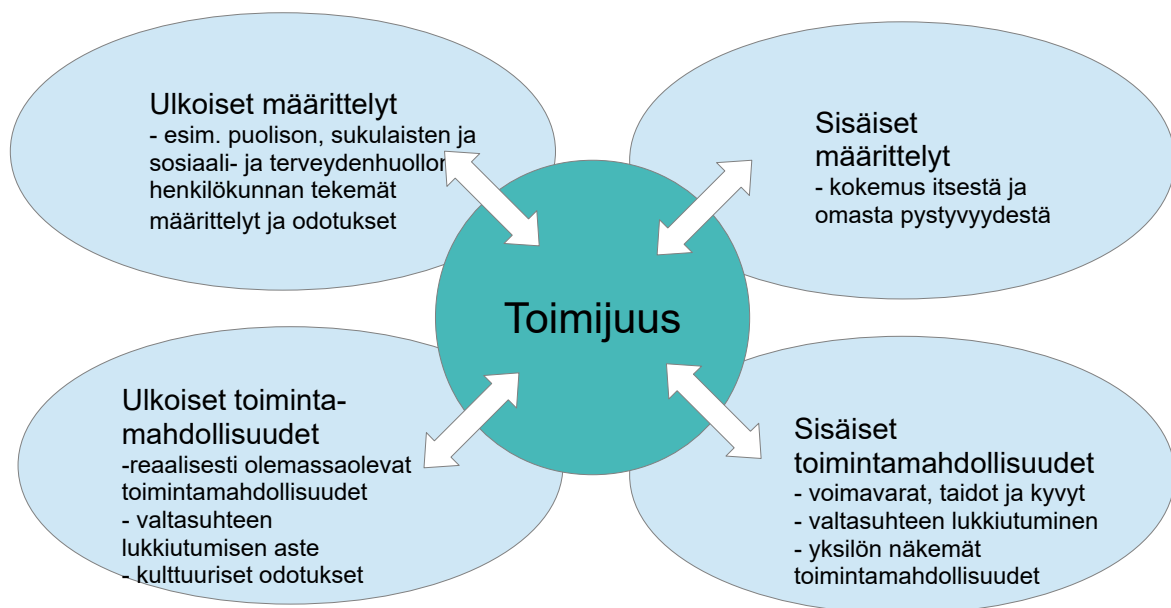 Ulkoiset määrittelyt
- esim. puolison, sukulaisten ja
sosiaali- ja terveydenhuollon
henkilökunnan tekemät
määrittelyt ja odotukset
Sisäiset
määrittelyt
- kokemus itsestä ja
omasta pystyvyydestä
Toimijuus
Ulkoiset toiminta-
mahdollisuudet
-reaalisesti olemassaolevat
toimintamahdollisuudet
- valtasuhteen
lukkiutumisen aste
- kulttuuriset odotukset
Sisäiset
toimintamahdollisuudet
- voimavarat, taidot ja kyvyt
- valtasuhteen lukkiutuminen
- yksilön näkemät
toimintamahdollisuudet